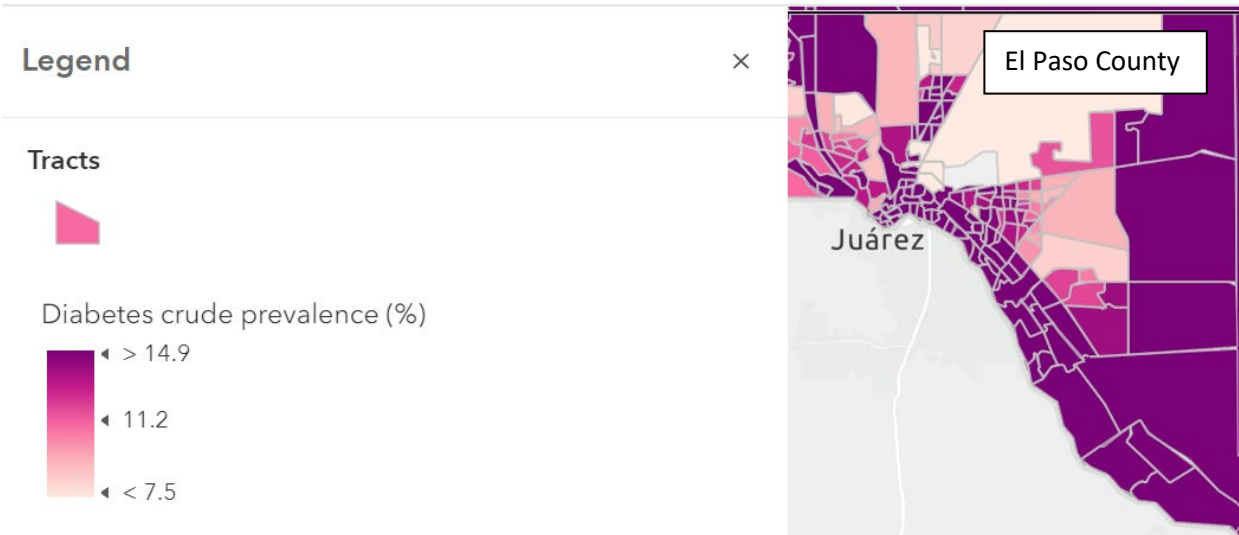 Legend
×
El Paso County
Tracts
Juárez
Diabetes crude prevalence (%)
> 14.9
11.2
< 7.5